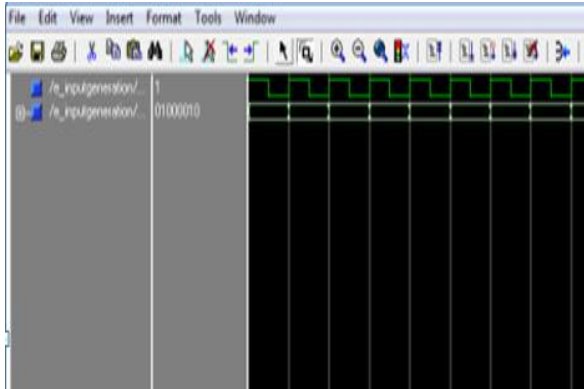 File Edit View Insert Format Tools Window
/e_inputgeneration/... 1
/e_inputgeneration/... 01000010